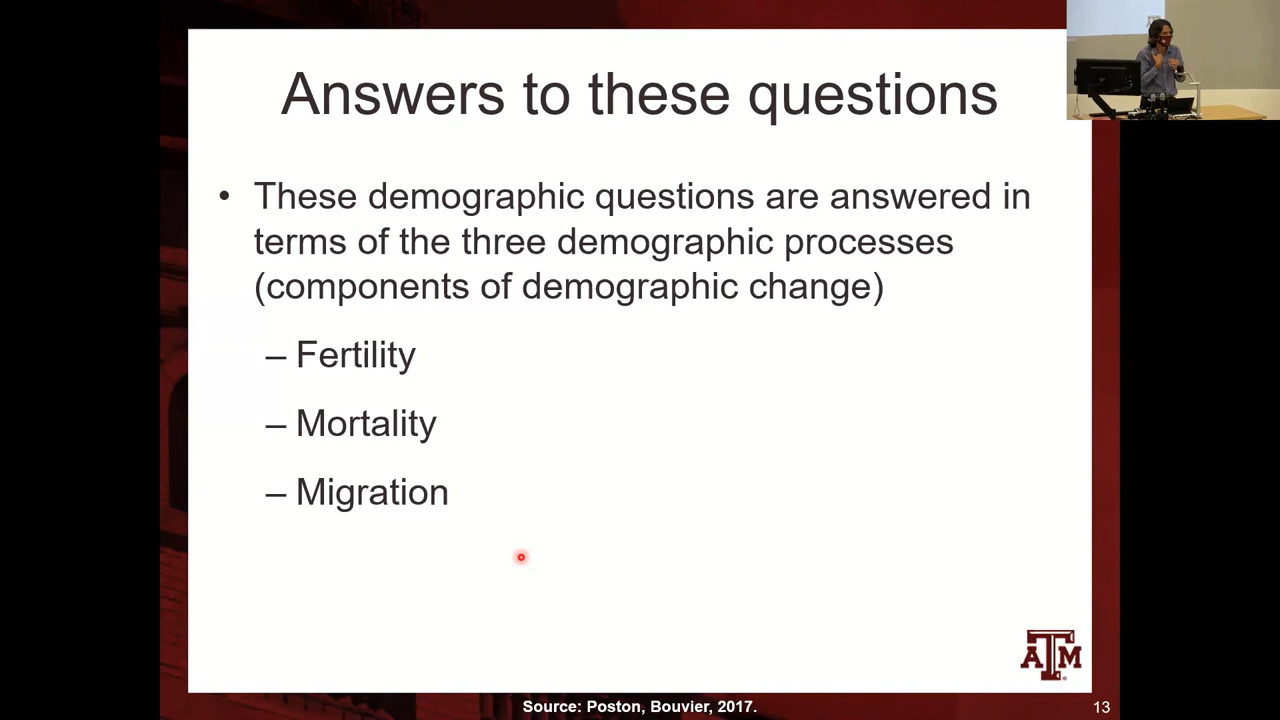 Answers to these questions
• These demographic questions are answered in
terms of the three demographic processes
(components of demographic change)
– Fertility
– Mortality
– Migration
ATM
Source: Poston, Bouvier, 2017.
13